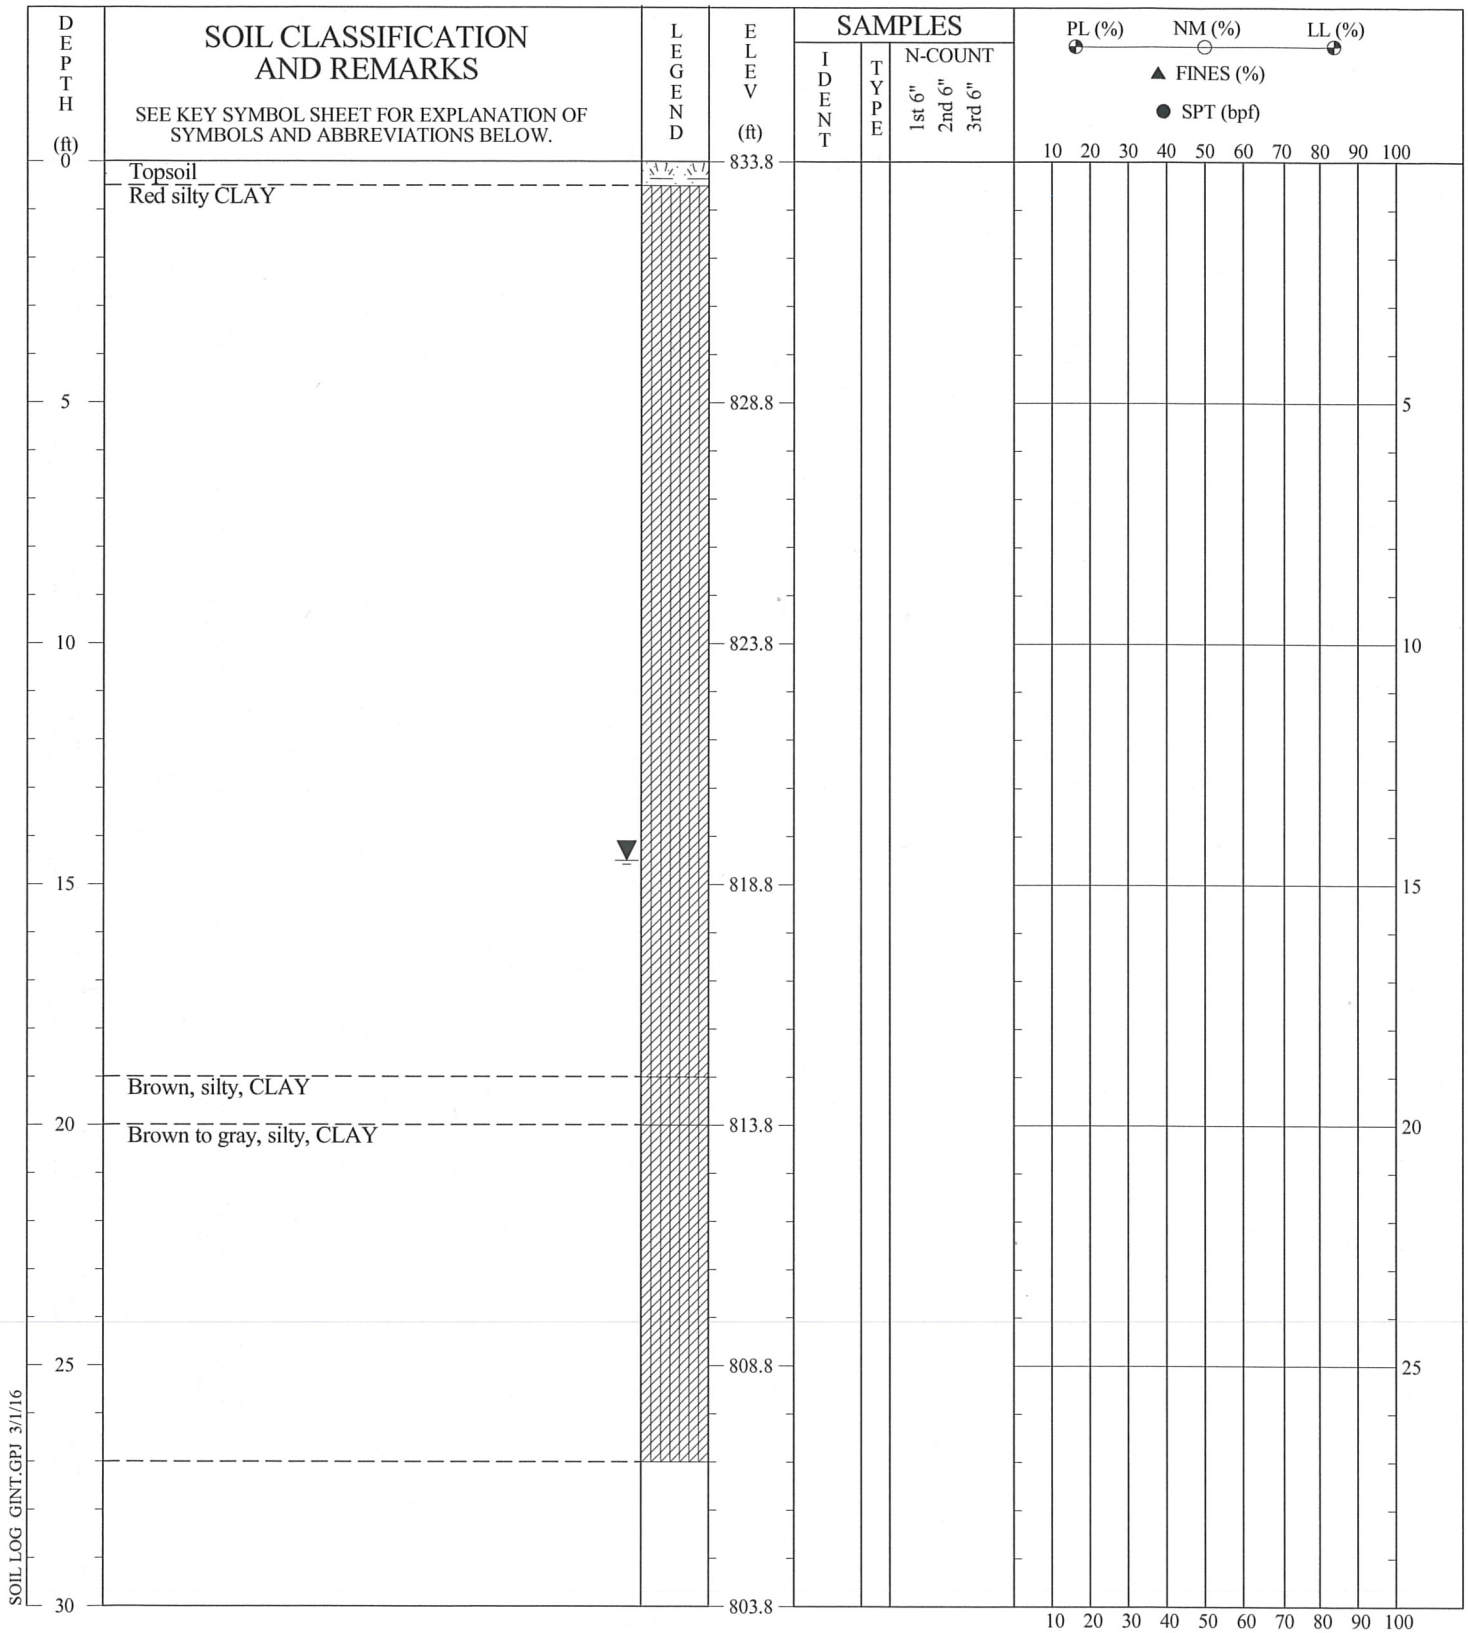 DEPTH
(ft)
SOIL CLASSIFICATION
AND REMARKS
SEE KEY SYMBOL SHEET FOR EXPLANATION OF
SYMBOLS AND ABBREVIATIONS BELOW.
LEGEND
ELEV
(ft)
SAMPLES
IDENT
TYPE
N-COUNT
1st 6"
2nd 6"
3rd 6"
PL (%) NM (%) LL (%)
▲ FINES (%)
● SPT (bpf)
10 20 30 40 50 60 70 80 90 100
0 833.8
Topsoil
Red silty CLAY
5 828.8 5
10 823.8 10
15 818.8 15
Brown, silty, CLAY
20 813.8 20
Brown to gray, silty, CLAY
25 808.8 25
30 803.8
10 20 30 40 50 60 70 80 90 100
SOIL LOG GINT.GPJ 3/1/16